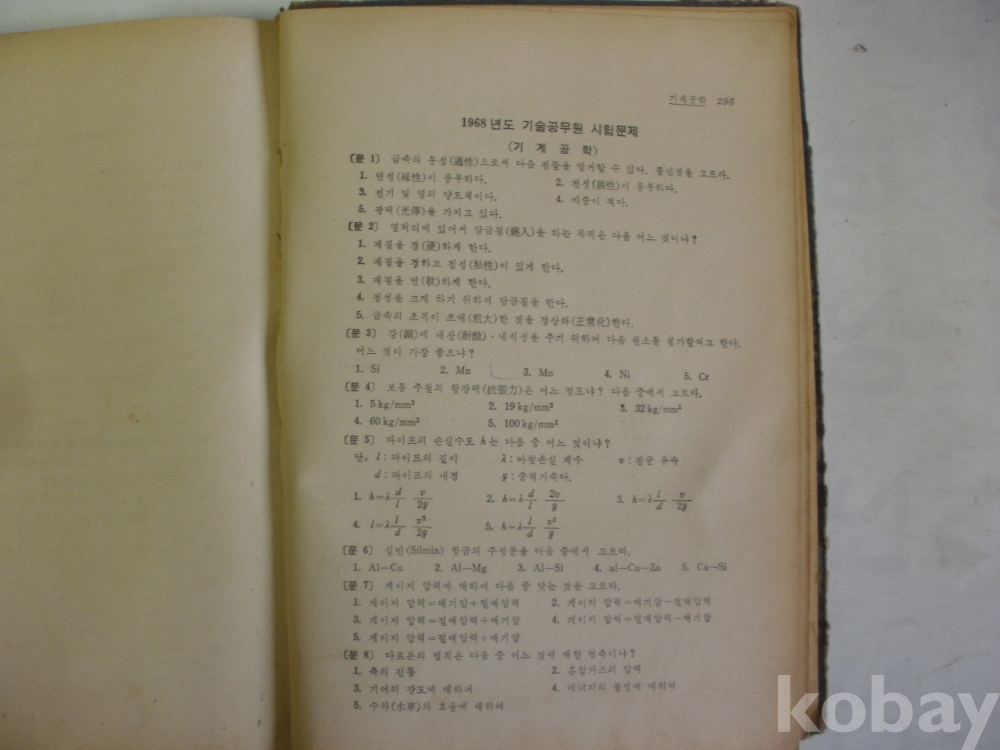 기계공학 295
1968년도 기술공무원 시험문제
(기 계 공 학)
〔문 1〕 금속의 통성(通性)으로써 다음 점들을 열거할 수 있다. 틀린것을 고르라.
1. 연성(延性)이 풍부하다. 2. 전성(展性)이 풍부하다.
3. 전기 및 열의 양도체이다. 4. 비중이 적다.
5. 광택(光澤)을 가지고 있다.
〔문 2〕 열처리에 있어서 담금질(燒入)을 하는 목적은 다음 어느 것이냐?
1. 재질을 경(硬)하게 한다.
2. 재질을 경하고 점성(粘性)이 있게 한다.
3. 재질을 연(軟)하게 한다.
4. 점성을 크게 하기 위하여 담금질을 한다.
5. 금속의 조직이 조대(粗大)한 것을 정상화(正常化)한다.
〔문 3〕 강(鋼)에 내산(耐酸)·내식성을 주기 위하여 다음 원소를 첨가할려고 한다.
어느 것이 가장 좋으냐?
1. Si 2. Mn 3. Mo 4. Ni 5. Cr
〔문 4〕 보통 주철의 항장력(抗張力)은 어느 정도냐? 다음 중에서 고르라.
1. 5kg/mm² 2. 19kg/mm² 3. 32kg/mm²
4. 60kg/mm² 5. 100kg/mm²
〔문 5〕 파이프의 손실수도 h는 다음 중 어느 것이냐?
단, l : 파이프의 길이 λ : 마찰손실 계수 v : 평균 유속
d : 파이프의 내경 g : 중력가속다.
1. h=λ d/l v/2g 2. h=λ d/l 2v/g 3. h=λ l/d v/2g
4. l=λ l/d v²/2g 5. h=λ l/d v²/g
〔문 6〕 실민(Silmin) 합금의 주성분을 다음 중에서 고르라.
1. Al—Cu 2. Al—Mg 3. Al—Si 4. ul—Cu—Zn 5. Cu—Si
〔문 7〕 게이지 압력에 대하여 다음 중 맞는 것을 고르라.
1. 게이지 압력=대기압+절대압력 2. 게이지 압력=대기압−절대압력
3. 게이지 압력=절대압력+대기압 4. 게이지 압력=절대압력−대기압
5. 게이지 압력=절대압력÷대기압
〔문 8〕 다르톤의 법칙은 다음 중 어느 것에 대한 법측이냐?
1. 축의 진동 2. 혼합가스의 압력
3. 기어의 강도에 대하여 4. 에너지의 불멸에 대하여
5. 수차(水車)의 효율에 대하여
kobay